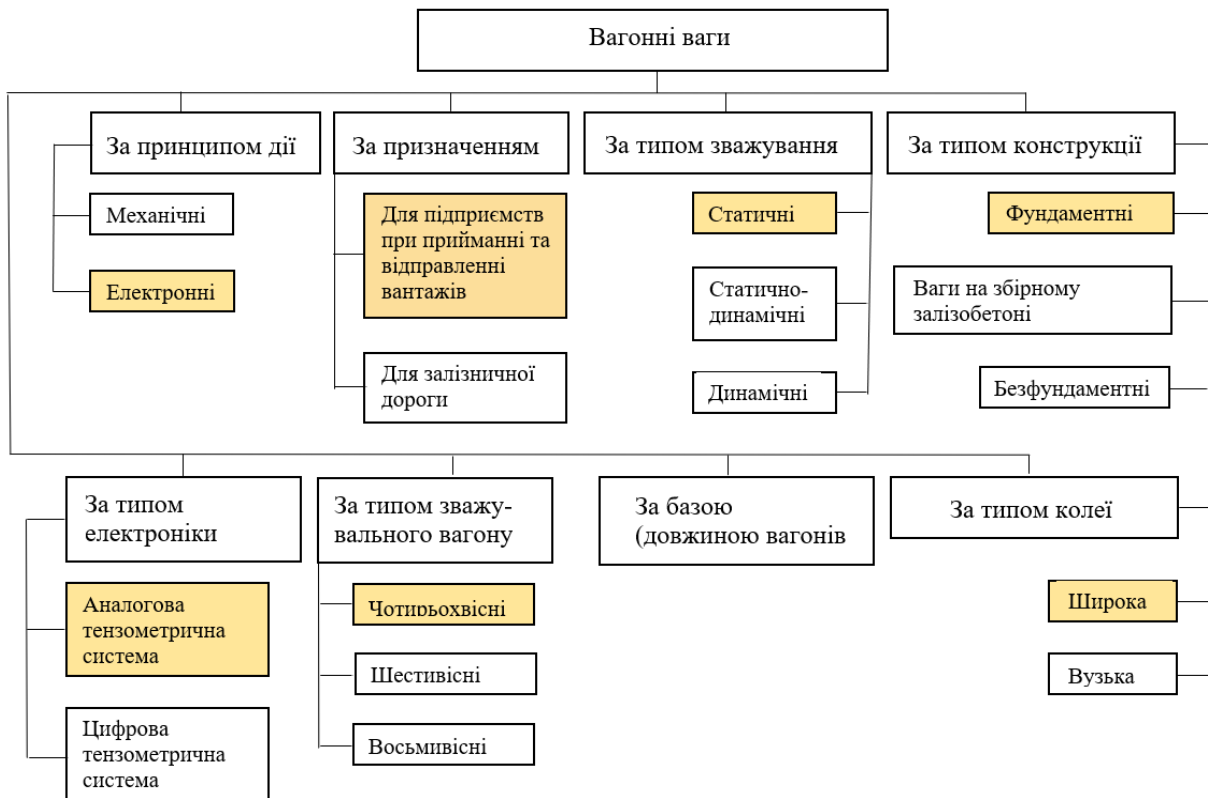 Вагонні ваги
За принципом дії
За призначенням
За типом зважування
За типом конструкції
Механічні
Електронні
Для підприємств
при прийманні та
відправленні
вантажів
Для залізничної
дороги
Статичні
Статично-
динамічні
Динамічні
Фундаментні
Ваги на збірному
залізобетоні
Безфундаментні
За типом
електроніки
За типом зважу-
вального вагону
За базою
(довжиною вагонів
За типом колеї
Аналогова
тензометрична
система
Цифрова
тензометрична
система
Чотирьохвісні
Шестивісні
Восьмивісні
Широка
Вузька